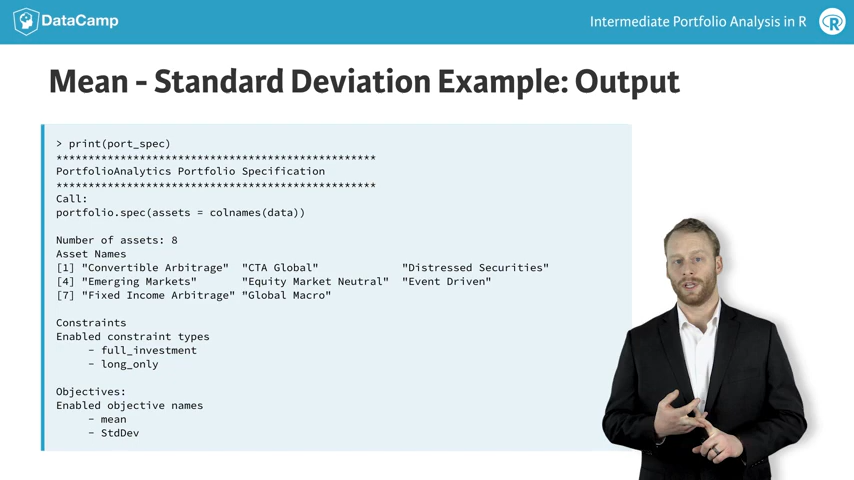 DataCamp
Intermediate Portfolio Analysis in R
R
Mean - Standard Deviation Example: Output
> print(port_spec)
**************************************************
PortfolioAnalytics Portfolio Specification
**************************************************
Call:
portfolio.spec(assets = colnames(data))
Number of assets: 8
Asset Names
[1] "Convertible Arbitrage"  "CTA Global"             "Distressed Securities"
[4] "Emerging Markets"       "Equity Market Neutral"  "Event Driven"
[7] "Fixed Income Arbitrage" "Global Macro"
Constraints
Enabled constraint types
- full_investment
- long_only
Objectives:
Enabled objective names
- mean
- StdDev